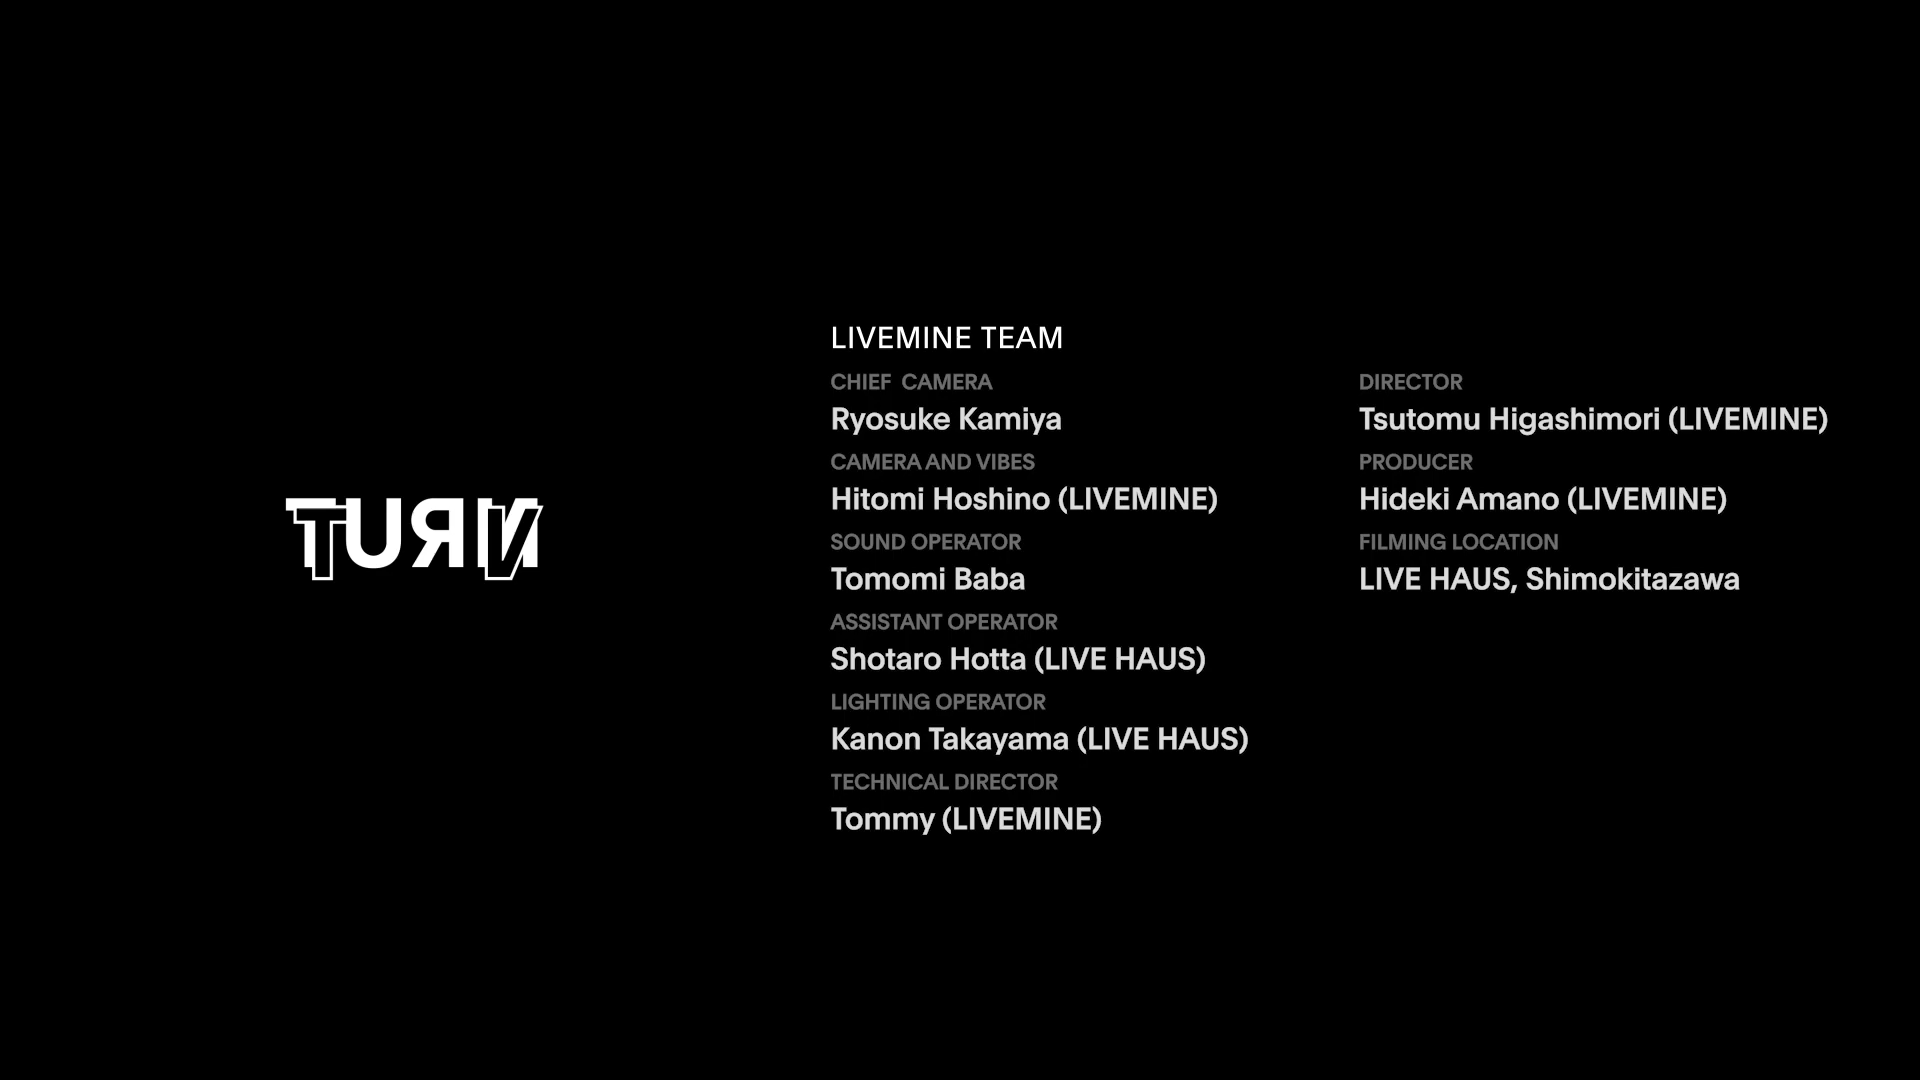 TURN
LIVEMINE TEAM
CHIEF CAMERA
Ryosuke Kamiya
CAMERA AND VIBES
Hitomi Hoshino (LIVEMINE)
SOUND OPERATOR
Tomomi Baba
ASSISTANT OPERATOR
Shotaro Hotta (LIVE HAUS)
LIGHTING OPERATOR
Kanon Takayama (LIVE HAUS)
TECHNICAL DIRECTOR
Tommy (LIVEMINE)
DIRECTOR
Tsutomu Higashimori (LIVEMINE)
PRODUCER
Hideki Amano (LIVEMINE)
FILMING LOCATION
LIVE HAUS, Shimokitazawa